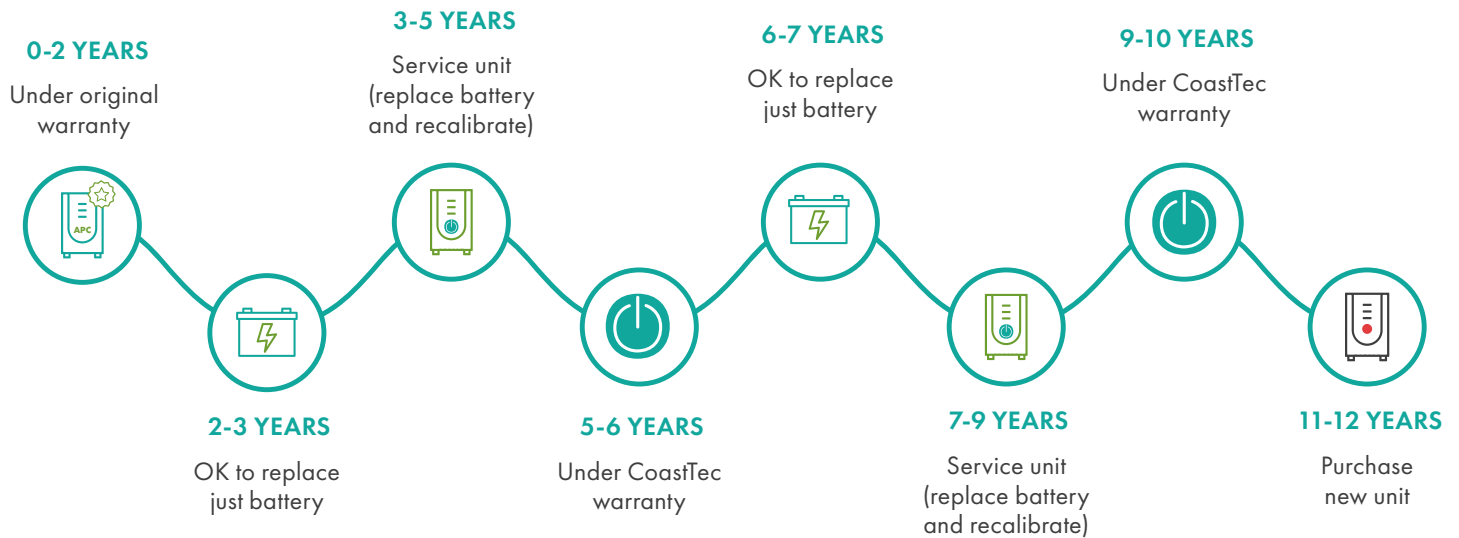 0-2 YEARS
Under original
warranty
APC
2-3 YEARS
OK to replace
just battery
3-5 YEARS
Service unit
(replace battery
and recalibrate)
5-6 YEARS
Under CoastTec
warranty
6-7 YEARS
OK to replace
just battery
7-9 YEARS
Service unit
(replace battery
and recalibrate)
9-10 YEARS
Under CoastTec
warranty
11-12 YEARS
Purchase
new unit